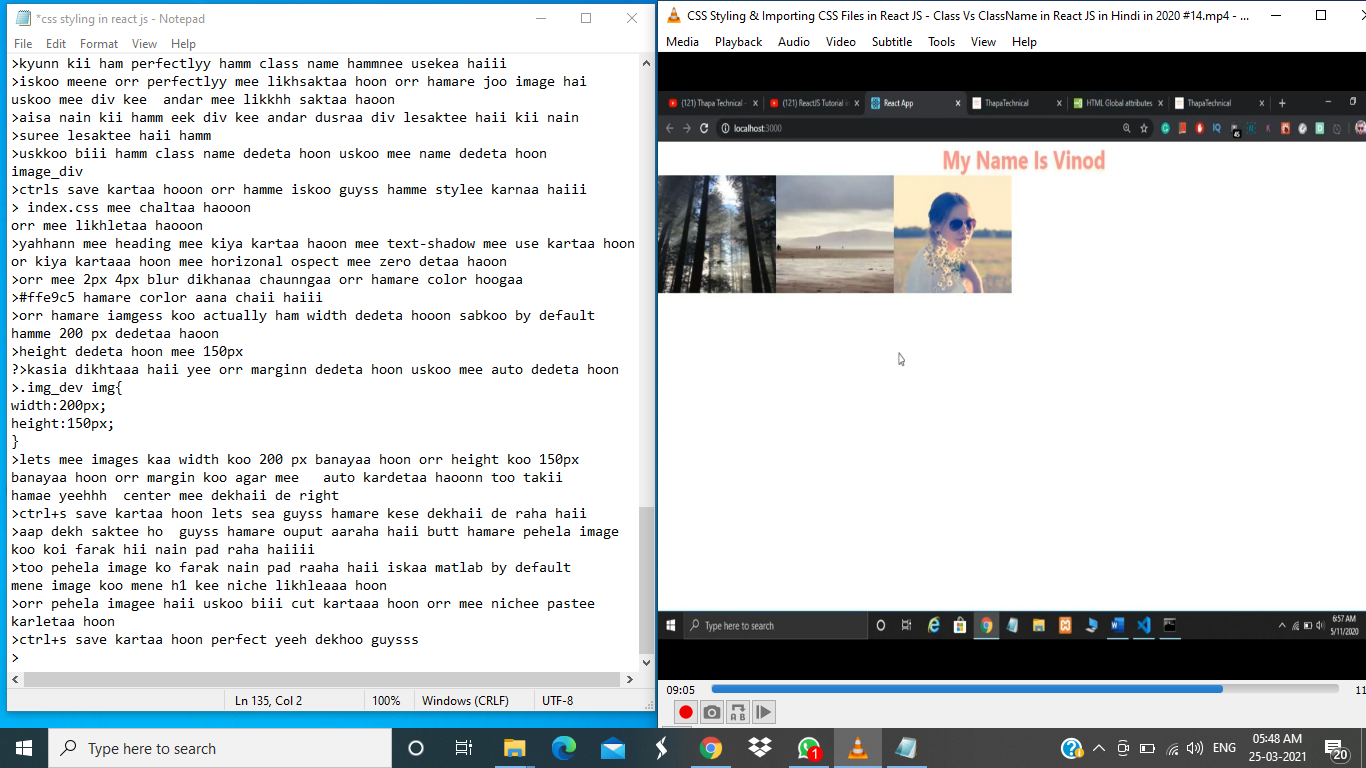 *css styling in react js - Notepad
File Edit Format View Help
>kyunn kii ham perfectlyy hamm class name hammnee usekea haiii
>iskoo meene orr perfectlyy mee likhsaktaa hoon orr hamare joo image hai
uskoo mee div kee  andar mee likkhh saktaa haoon
>aisa nain kii hamm eek div kee andar dusraa div lesaktee haii kii nain
>suree lesaktee haii hamm
>uskkoo biii hamm class name dedeta hoon uskoo mee name dedeta hoon
image_div
>ctrls save kartaa hooon orr hamme iskoo guyss hamme stylee karnaa haiii
> index.css mee chaltaa haooon
orr mee likhletaa haooon
>yahhann mee heading mee kiya kartaa haoon mee text-shadow mee use kartaa hoon
or kiya kartaaa hoon mee horizonal ospect mee zero detaa haoon
>orr mee 2px 4px blur dikhanaa chaunngaa orr hamare color hoogaa
>#ffe9c5 hamare corlor aana chaii haiii
>orr hamare iamgess koo actually ham width dedeta hooon sabkoo by default
hamme 200 px dedetaa haoon
>height dedeta hoon mee 150px
?>kasia dikhtaaa haii yee orr marginn dedeta hoon uskoo mee auto dedeta hoon
>.img_dev img{
width:200px;
height:150px;
}
>lets mee images kaa width koo 200 px banayaa hoon orr height koo 150px
banayaa hoon orr margin koo agar mee   auto kardetaa haoonn too takii
hamae yeehhh  center mee dekhaii de right
>ctrl+s save kartaa hoon lets sea guyss hamare kese dekhaii de raha haii
>aap dekh saktee ho  guyss hamare ouput aaraha haii butt hamare pehela image
koo koi farak hii nain pad raha haiiii
>too pehela image ko farak nain pad raaha haii iskaa matlab by default
mene image koo mene h1 kee niche likhleaaa hoon
>orr pehela imagee haii uskoo biii cut kartaaa hoon orr mee nichee pastee
karletaa hoon
>ctrl+s save kartaa hoon perfect yeeh dekhoo guysss
>
Ln 135, Col 2 100% Windows (CRLF) UTF-8
CSS Styling & Importing CSS Files in React JS - Class Vs ClassName in React JS in Hindi in 2020 #14.mp4 - ...
Media Playback Audio Video Subtitle Tools View Help
(121) Thapa Technical - (121) ReactJS Tutorial in React App ThapaTechnical HTML Global attributes ThapaTechnical
localhost:3000
45
My Name Is Vinod
Type here to search
6:57 AM
5/11/2020
09:05
11
A B
Type here to search
1
ENG
05:48 AM
25-03-2021
20